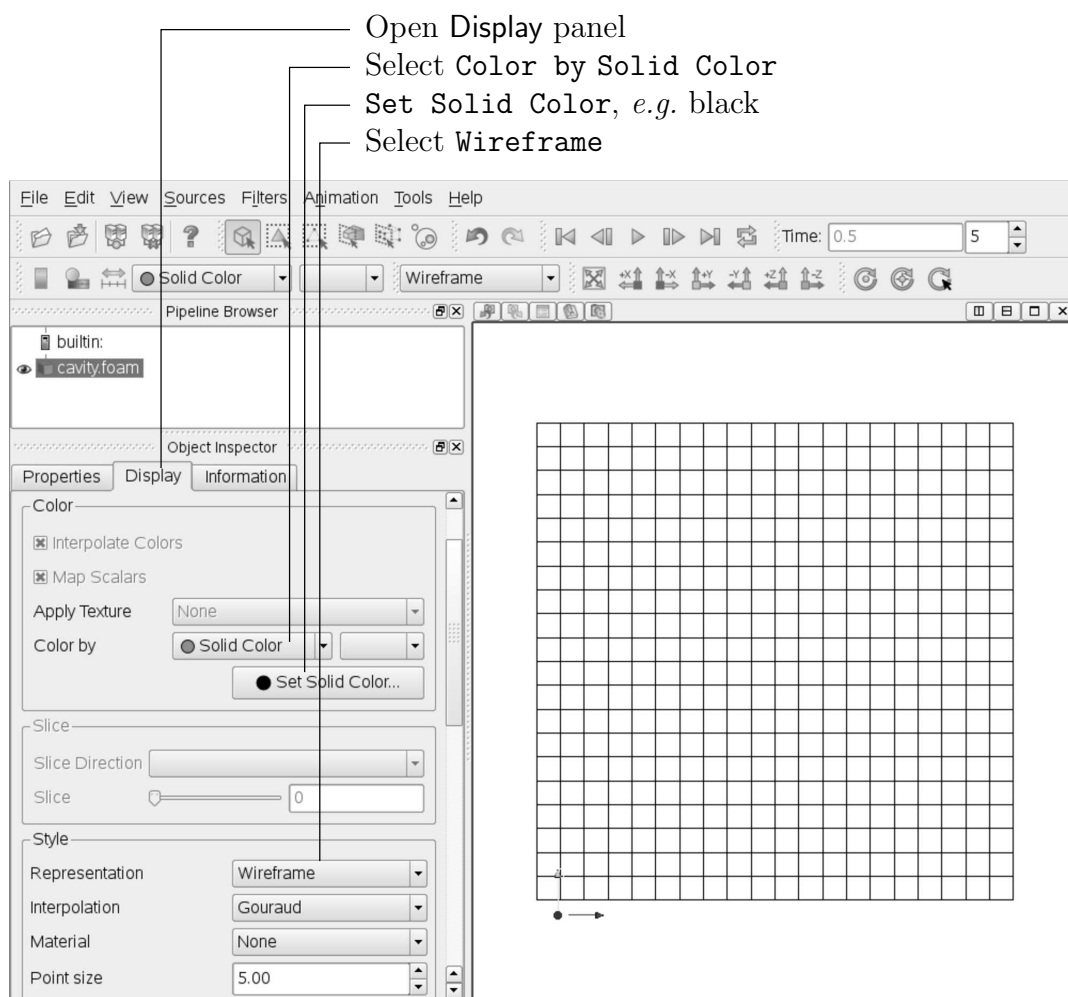 Open Display panel
Select Color by Solid Color
Set Solid Color, e.g. black
Select Wireframe
File Edit View Sources Filters Animation Tools Help
? Time: 0.5 5
Solid Color Wireframe +X -X +Y -Y +Z -Z
Pipeline Browser
builtin:
cavity.foam
Object Inspector
Properties Display Information
Color
Interpolate Colors
Map Scalars
Apply Texture None
Color by Solid Color
Set Solid Color...
Slice
Slice Direction
Slice 0
Style
Representation Wireframe
Interpolation Gouraud
Material None
Point size 5.00